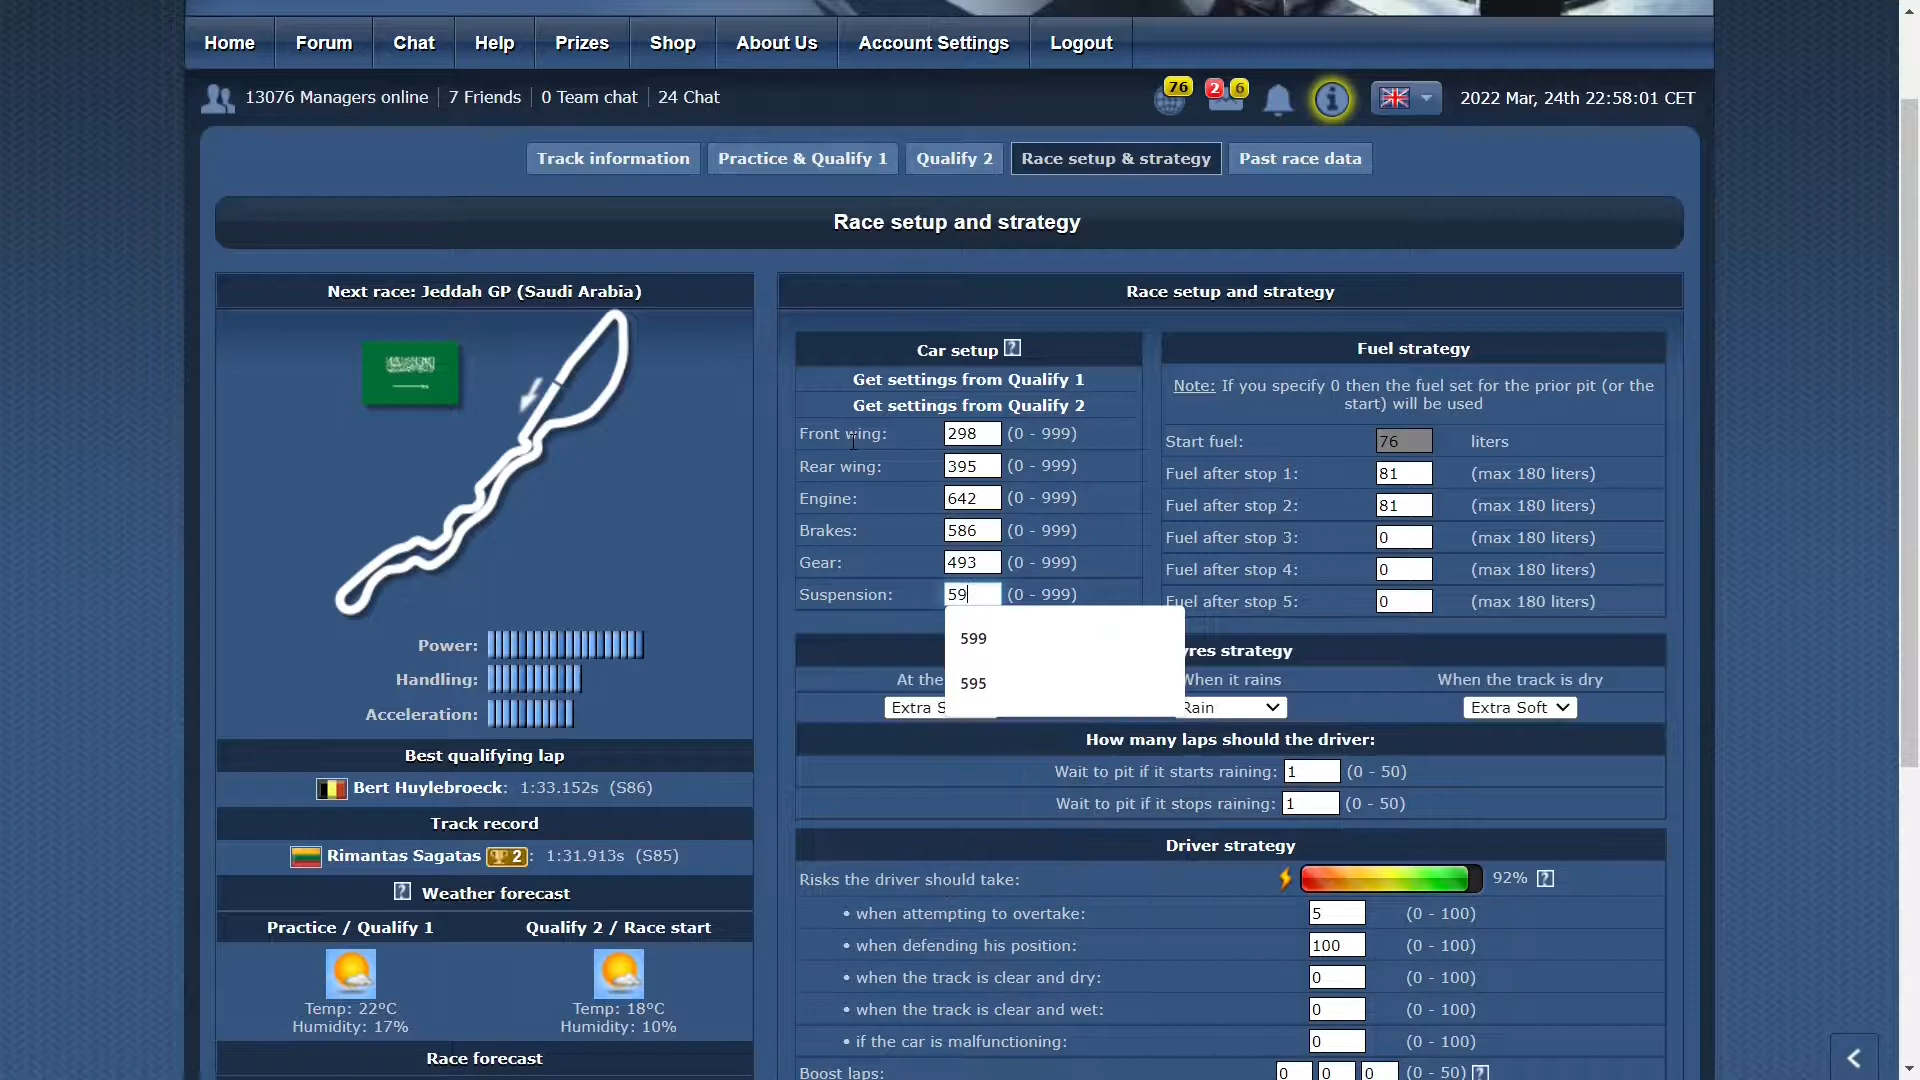 Home Forum Chat Help Prizes Shop About Us Account Settings Logout
13076 Managers online 7 Friends 0 Team chat 24 Chat 76 2 6 2022 Mar, 24th 22:58:01 CET
Track information Practice & Qualify 1 Qualify 2 Race setup & strategy Past race data
Race setup and strategy
Next race: Jeddah GP (Saudi Arabia)
Power:
Handling:
Acceleration:
Best qualifying lap
Bert Huylebroeck: 1:33.152s (S86)
Track record
Rimantas Sagatas 2 : 1:31.913s (S85)
? Weather forecast
Practice / Qualify 1 Qualify 2 / Race start
Temp: 22°C Temp: 18°C
Humidity: 17% Humidity: 10%
Race forecast
Race setup and strategy
Car setup ?
Get settings from Qualify 1
Get settings from Qualify 2
Front wing: 298 (0 - 999)
Rear wing: 395 (0 - 999)
Engine: 642 (0 - 999)
Brakes: 586 (0 - 999)
Gear: 493 (0 - 999)
Suspension: 59 (0 - 999)
599
595
Fuel strategy
Note: If you specify 0 then the fuel set for the prior pit (or the
start) will be used
Start fuel: 76 liters
Fuel after stop 1: 81 (max 180 liters)
Fuel after stop 2: 81 (max 180 liters)
Fuel after stop 3: 0 (max 180 liters)
Fuel after stop 4: 0 (max 180 liters)
Fuel after stop 5: 0 (max 180 liters)
yres strategy
At the When it rains When the track is dry
Extra S Rain Extra Soft
How many laps should the driver:
Wait to pit if it starts raining: 1 (0 - 50)
Wait to pit if it stops raining: 1 (0 - 50)
Driver strategy
Risks the driver should take: 92% ?
• when attempting to overtake: 5 (0 - 100)
• when defending his position: 100 (0 - 100)
• when the track is clear and dry: 0 (0 - 100)
• when the track is clear and wet: 0 (0 - 100)
• if the car is malfunctioning: 0 (0 - 100)
Boost laps: 0 0 0 (0 - 50) ?